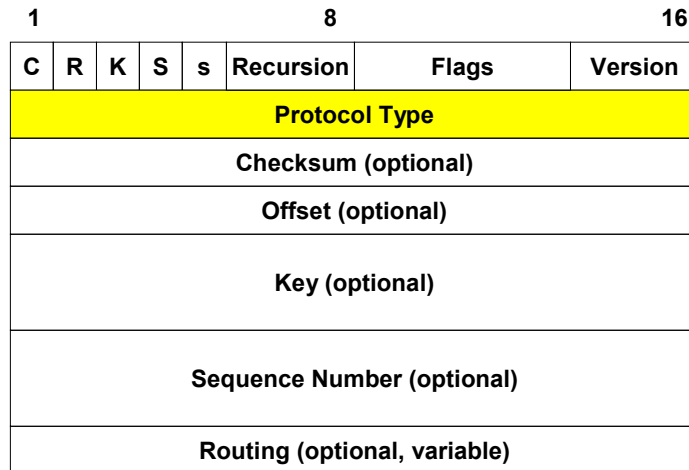 1 8 16
C R K S s Recursion Flags Version
Protocol Type
Checksum (optional)
Offset (optional)
Key (optional)
Sequence Number (optional)
Routing (optional, variable)